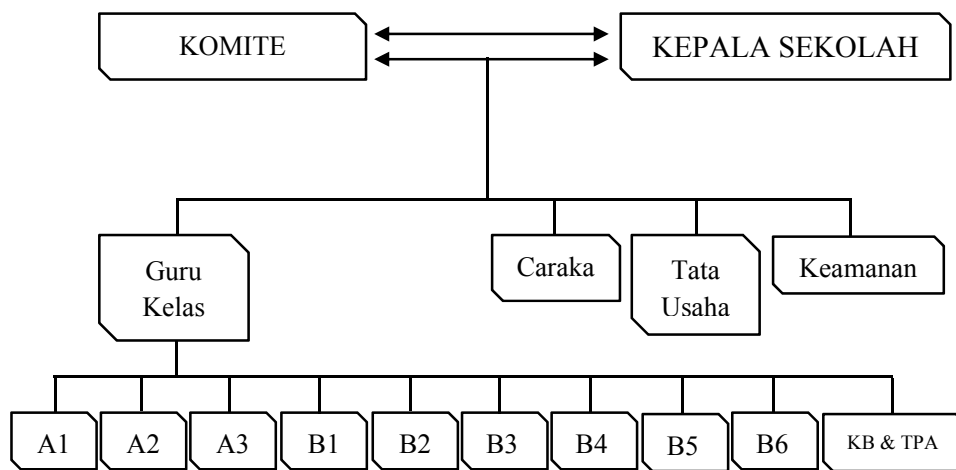 KOMITE
KEPALA SEKOLAH
Guru
Kelas
Caraka
Tata
Usaha
Keamanan
A1
A2
A3
B1
B2
B3
B4
B5
B6
KB & TPA